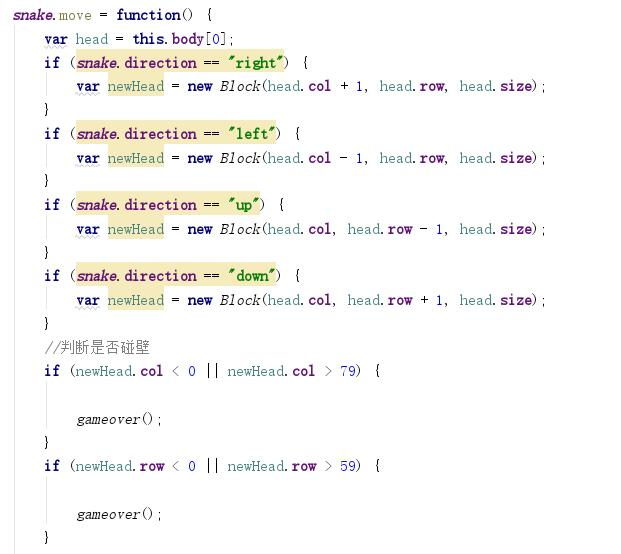 snake.move = function() {
var head = this.body[0];
if (snake.direction == "right") {
var newHead = new Block(head.col + 1, head.row, head.size);
}
if (snake.direction == "left") {
var newHead = new Block(head.col - 1, head.row, head.size);
}
if (snake.direction == "up") {
var newHead = new Block(head.col, head.row - 1, head.size);
}
if (snake.direction == "down") {
var newHead = new Block(head.col, head.row + 1, head.size);
}
//判断是否碰壁
if (newHead.col < 0 || newHead.col > 79) {
gameover();
}
if (newHead.row < 0 || newHead.row > 59) {
gameover();
}